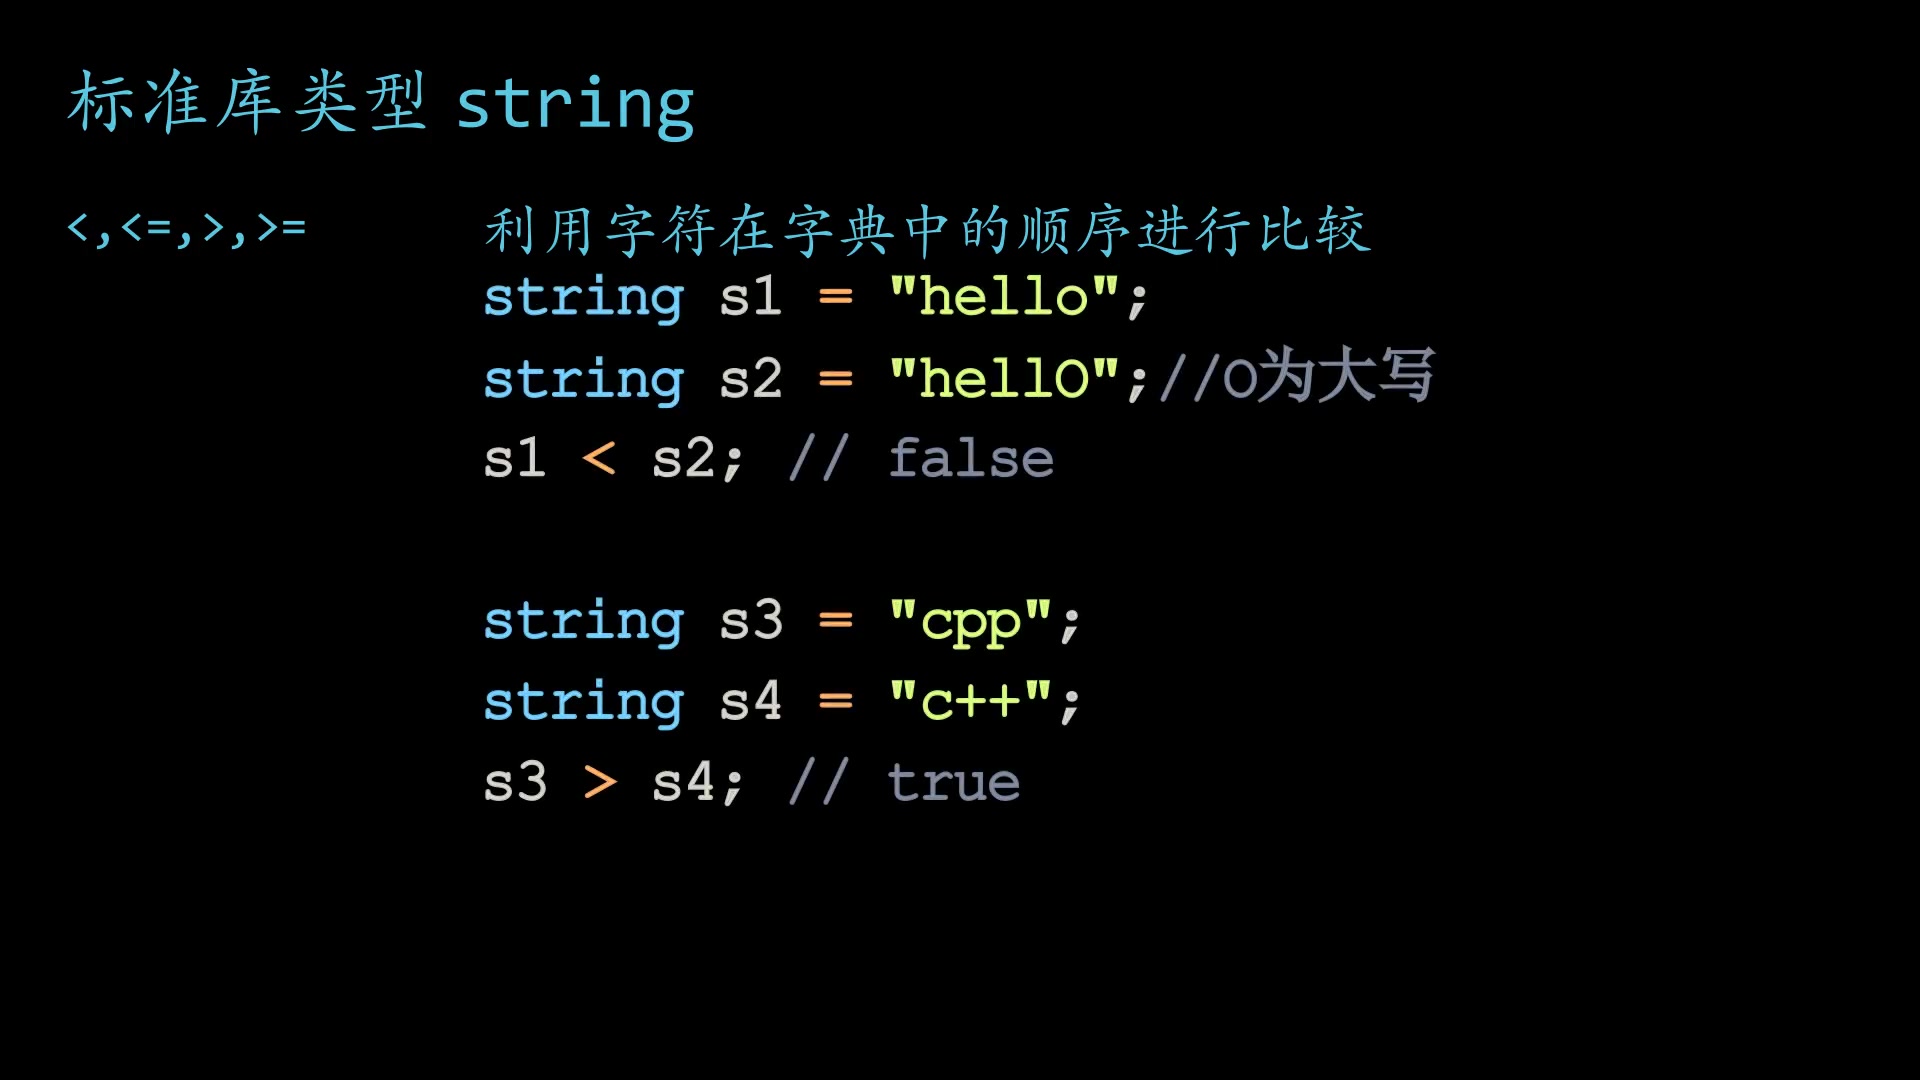 标准库类型 string
<,<=,>,>= 利用字符在字典中的顺序进行比较
string s1 = "hello";
string s2 = "hellO";//O为大写
s1 < s2; // false
string s3 = "cpp";
string s4 = "c++";
s3 > s4; // true